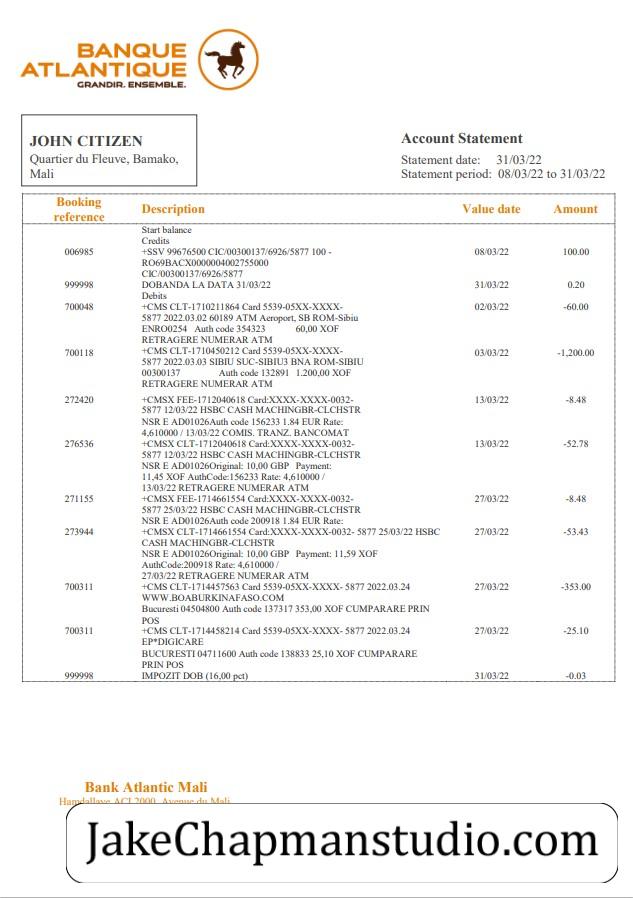 BANQUE
ATLANTIQUE
GRANDIR. ENSEMBLE.
JOHN CITIZEN
Quartier du Fleuve, Bamako,
Mali
Account Statement
Statement date: 31/03/22
Statement period: 08/03/22 to 31/03/22
Booking
reference
Description Value date Amount
Start balance
Credits
006985 +SSV 99676500 CIC/00300137/6926/5877 100 - 08/03/22 100.00
RO69BACX0000004002755000
CIC/00300137/6926/5877
999998 DOBANDA LA DATA 31/03/22 31/03/22 0.20
Debits
700048 +CMS CLT-1710211864 Card 5539-05XX-XXXX- 02/03/22 -60.00
5877 2022.03.02 60189 ATM Aeroport, SB ROM-Sibiu
ENRO0254 Auth code 354323 60,00 XOF
RETRAGERE NUMERAR ATM
700118 +CMS CLT-1710450212 Card 5539-05XX-XXXX- 03/03/22 -1,200.00
5877 2022.03.03 SIBIU SUC-SIBIU3 BNA ROM-SIBIU
00300137 Auth code 132891 1.200,00 XOF
RETRAGERE NUMERAR ATM
272420 +CMSX FEE-1712040618 Card:XXXX-XXXX-0032- 13/03/22 -8.48
5877 12/03/22 HSBC CASH MACHINGBR-CLCHSTR
NSR E AD01026Auth code 156233 1.84 EUR Rate:
4,610000 / 13/03/22 COMIS. TRANZ. BANCOMAT
276536 +CMSX CLT-1712040618 Card:XXXX-XXXX-0032- 13/03/22 -52.78
5877 12/03/22 HSBC CASH MACHINGBR-CLCHSTR
NSR E AD01026Original: 10,00 GBP Payment:
11,45 XOF AuthCode:156233 Rate: 4,610000 /
13/03/22 RETRAGERE NUMERAR ATM
271155 +CMSX FEE-1714661554 Card:XXXX-XXXX-0032- 27/03/22 -8.48
5877 25/03/22 HSBC CASH MACHINGBR-CLCHSTR
NSR E AD01026Auth code 200918 1.84 EUR Rate:
273944 +CMSX CLT-1714661554 Card:XXXX-XXXX-0032- 5877 25/03/22 HSBC 27/03/22 -53.43
CASH MACHINGBR-CLCHSTR
NSR E AD01026Original: 10,00 GBP Payment: 11,59 XOF
AuthCode:200918 Rate: 4,610000 /
27/03/22 RETRAGERE NUMERAR ATM
700311 +CMS CLT-1714457563 Card 5539-05XX-XXXX- 5877 2022.03.24 27/03/22 -353.00
WWW.BOABURKINAFASO.COM
Bucuresti 04504800 Auth code 137317 353,00 XOF CUMPARARE PRIN
POS
700311 +CMS CLT-1714458214 Card 5539-05XX-XXXX- 5877 2022.03.24 27/03/22 -25.10
EP*DIGICARE
BUCURESTI 04711600 Auth code 138833 25,10 XOF CUMPARARE
PRIN POS
999998 IMPOZIT DOB (16,00 pct) 31/03/22 -0.03
Bank Atlantic Mali
Hamdallaye ACI 2000, Avenue du Mali
JakeChapmanstudio.com